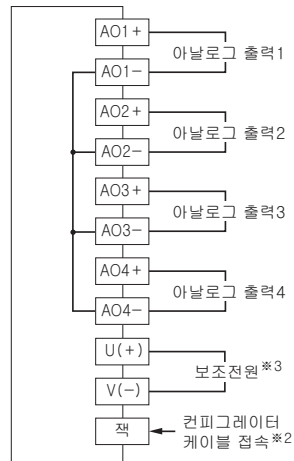 AO1+
아날로그 출력1
AO1−
AO2+
아날로그 출력2
AO2−
AO3+
아날로그 출력3
AO3−
AO4+
아날로그 출력4
AO4−
U(+)
보조전원※3
V(−)
잭
컨피그레이터
케이블 접속※2